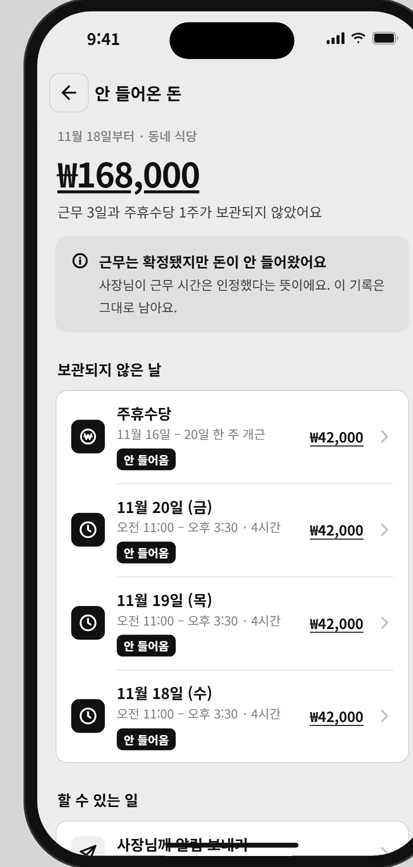 9:41
안 들어온 돈
11월 18일부터 · 동네 식당
₩168,000
근무 3일과 주휴수당 1주가 보관되지 않았어요
근무는 확정됐지만 돈이 안 들어왔어요
사장님이 근무 시간은 인정했다는 뜻이에요. 이 기록은
그대로 남아요.
보관되지 않은 날
주휴수당
11월 16일 – 20일 한 주 개근
₩42,000
안 들어옴
11월 20일 (금)
오전 11:00 – 오후 3:30 · 4시간
₩42,000
안 들어옴
11월 19일 (목)
오전 11:00 – 오후 3:30 · 4시간
₩42,000
안 들어옴
11월 18일 (수)
오전 11:00 – 오후 3:30 · 4시간
₩42,000
안 들어옴
할 수 있는 일
사장님께 알림 보내기